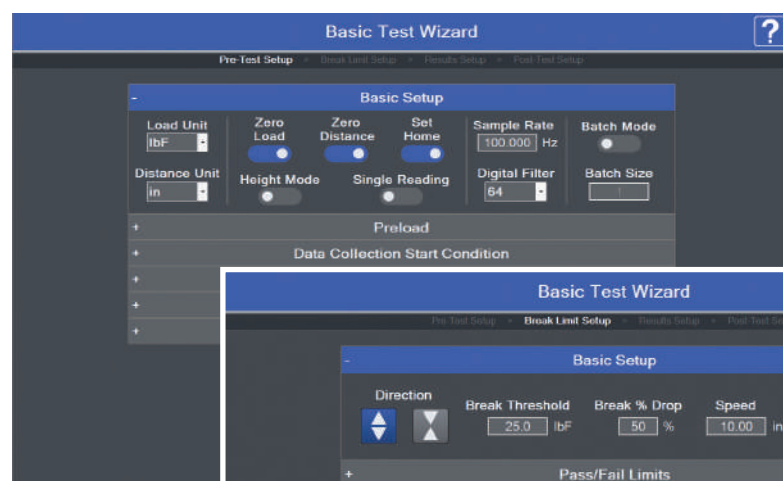 Basic Test Wizard ?
Pre-Test Setup » Break Limit Setup » Results Setup » Post-Test Setup
- Basic Setup
Load Unit
lbF
Distance Unit
in
Zero Load
Zero Distance
Set Home
Height Mode
Single Reading
Sample Rate
100.000 Hz
Digital Filter
64
Batch Mode
Batch Size
1
+ Preload
+ Data Collection Start Condition
+
+
+
Basic Test Wizard
Pre-Test Setup » Break Limit Setup » Results Setup » Post-Test Se
- Basic Setup
Direction
Break Threshold
25.0 lbF
Break % Drop
50 %
Speed
10.00 in
+ Pass/Fail Limits